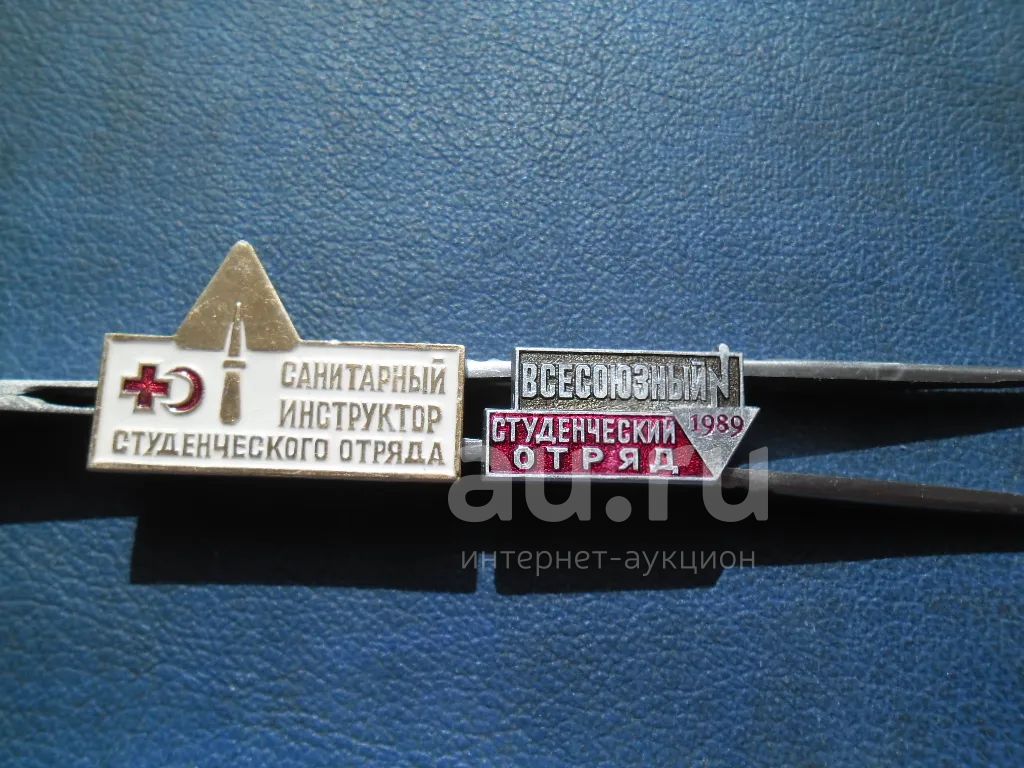 САНИТАРНЫЙ
ИНСТРУКТОР
СТУДЕНЧЕСКОГО ОТРЯДА
ВСЕСОЮЗНЫЙ
СТУДЕНЧЕСКИЙ 1989
ОТРЯД
au.ru
интернет-аукцион